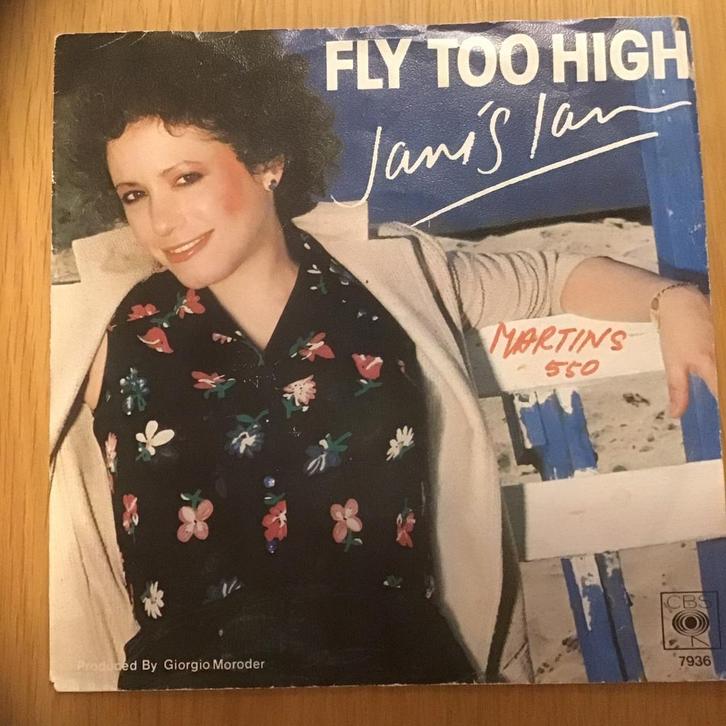 FLY TOO HIGH
Janis Ian
MARTINS
550
CBS
7936
Produced By Giorgio Moroder